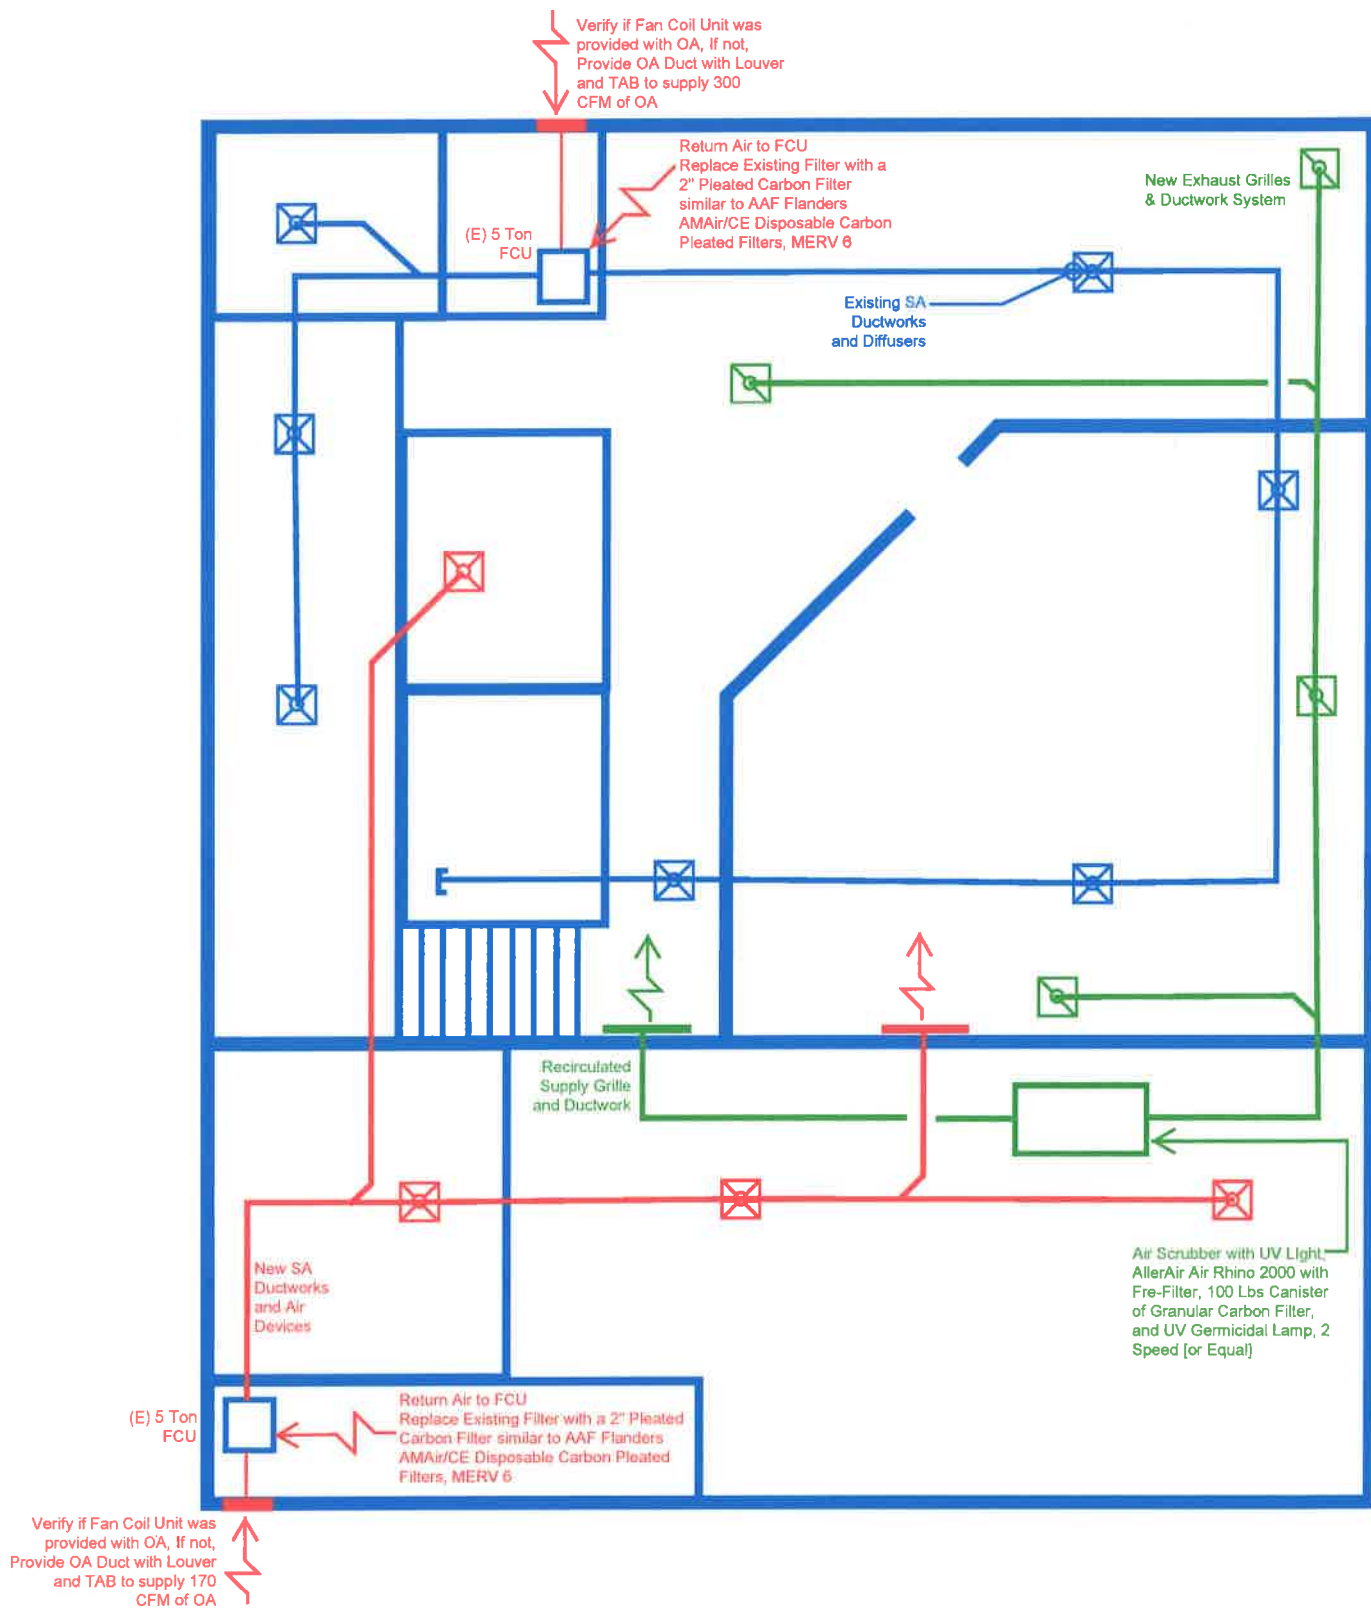 Verify if Fan Coil Unit was
provided with OA, If not,
Provide OA Duct with Louver
and TAB to supply 300
CFM of OA
Return Air to FCU
Replace Existing Filter with a
2" Pleated Carbon Filter
similar to AAF Flanders
AMAir/CE Disposable Carbon
Pleated Filters, MERV 6
New Exhaust Grilles
& Ductwork System
(E) 5 Ton
FCU
Existing SA
Ductworks
and Diffusers
Recirculated
Supply Grille
and Ductwork
Air Scrubber with UV Light,
AllerAir Air Rhino 2000 with
Fre-Filter, 100 Lbs Canister
of Granular Carbon Filter,
and UV Germicidal Lamp, 2
Speed [or Equal]
New SA
Ductworks
and Air
Devices
(E) 5 Ton
FCU
Return Air to FCU
Replace Existing Filter with a 2" Pleated
Carbon Filter similar to AAF Flanders
AMAir/CE Disposable Carbon Pleated
Filters, MERV 6
Verify if Fan Coil Unit was
provided with OA, If not,
Provide OA Duct with Louver
and TAB to supply 170
CFM of OA